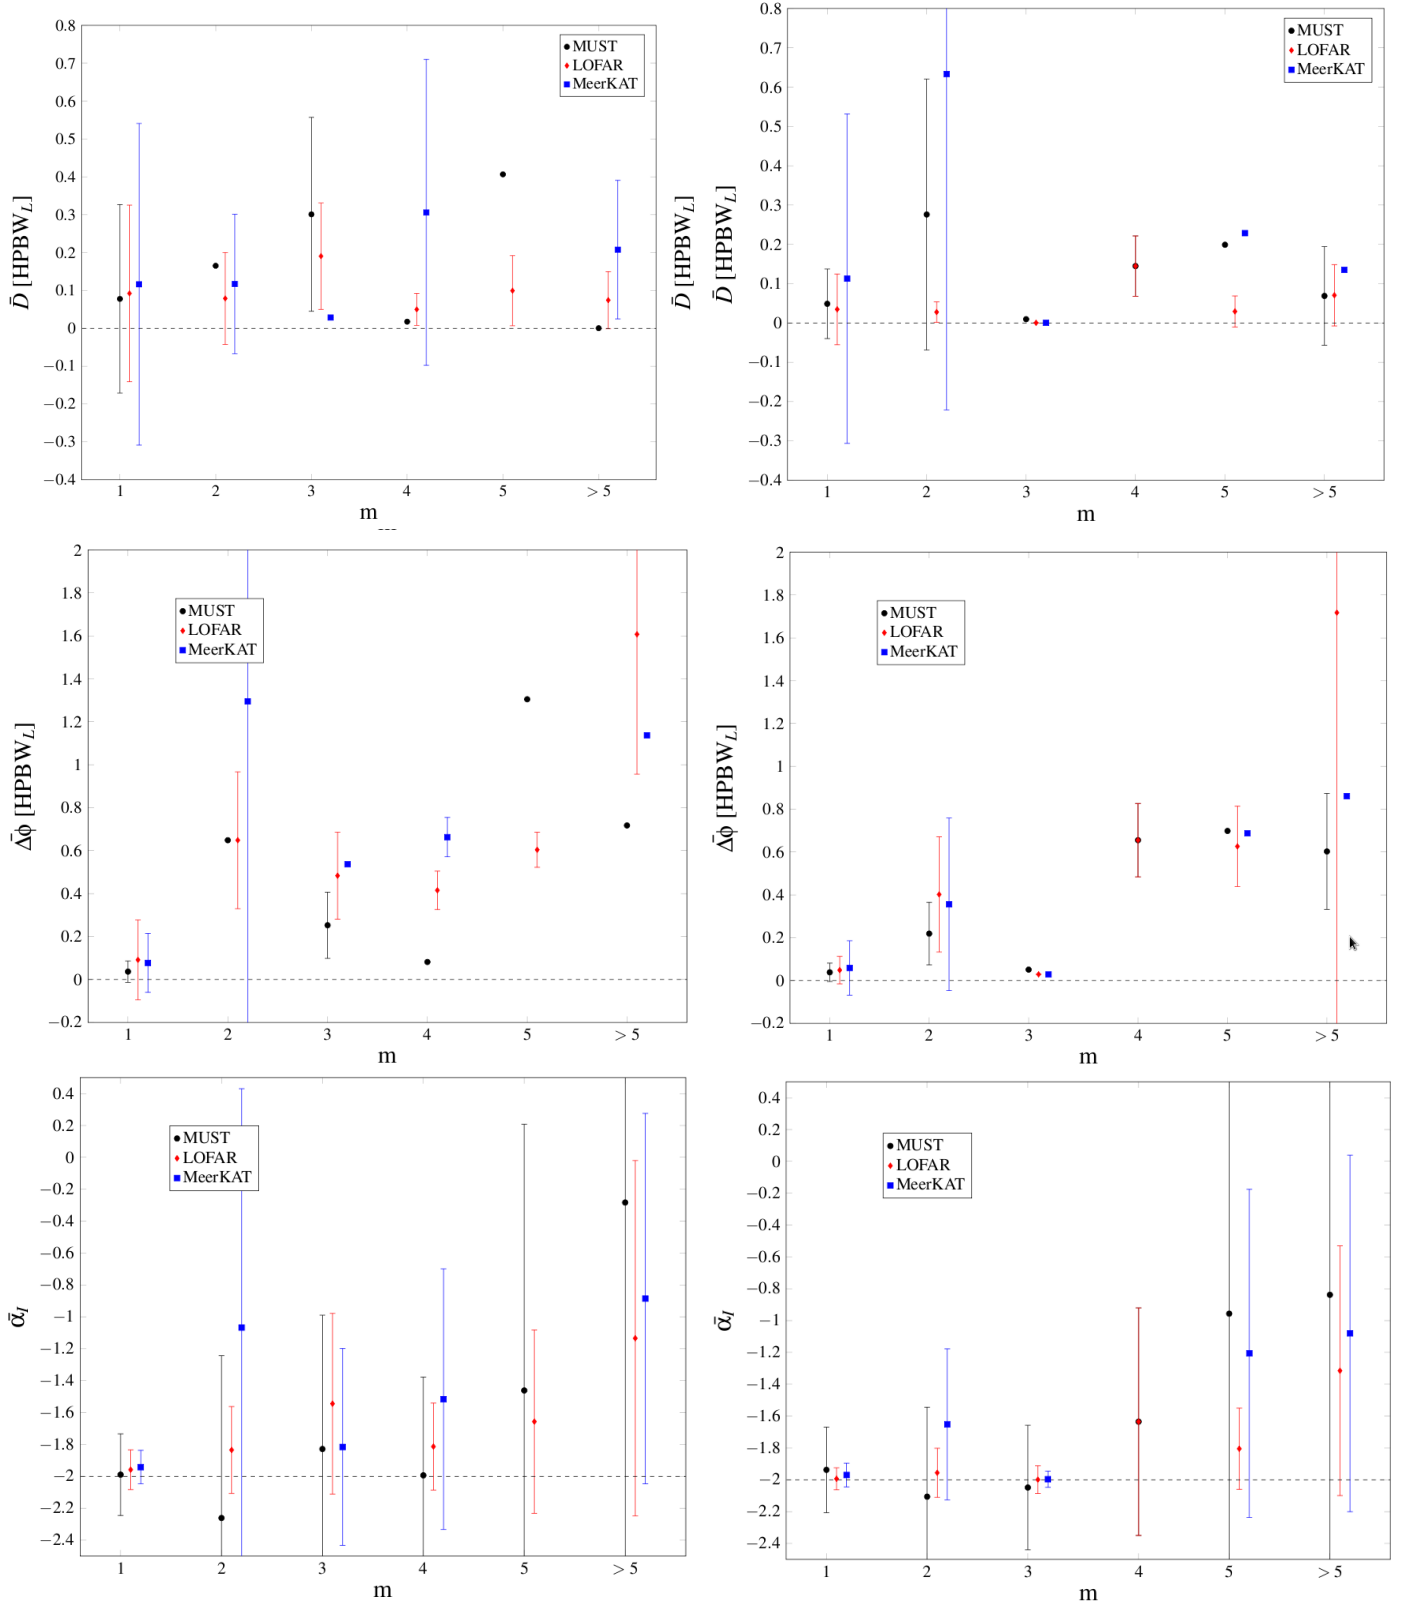 0.8
0.7
0.6
0.5
0.4
0.3
0.2
0.1
0
−0.1
−0.2
−0.3
−0.4
D̄ [HPBW_L]
MUST
LOFAR
MeerKAT
1 2 3 4 5 > 5
m
D̄ [HPBW_L]
D̄ [HPBW_L]
0.8
0.7
0.6
0.5
0.4
0.3
0.2
0.1
0
−0.1
−0.2
−0.3
−0.4
MUST
LOFAR
MeerKAT
1 2 3 4 5 > 5
m
2
1.8
1.6
1.4
1.2
1
0.8
0.6
0.4
0.2
0
−0.2
Δ̄ϕ [HPBW_L]
MUST
LOFAR
MeerKAT
1 2 3 4 5 > 5
m
2
1.8
1.6
1.4
1.2
1
0.8
0.6
0.4
0.2
0
−0.2
Δ̄ϕ [HPBW_L]
MUST
LOFAR
MeerKAT
1 2 3 4 5 > 5
m
0.4
0.2
0
−0.2
−0.4
−0.6
−0.8
−1
−1.2
−1.4
−1.6
−1.8
−2
−2.2
−2.4
ᾱ_I
MUST
LOFAR
MeerKAT
1 2 3 4 5 > 5
m
0.4
0.2
0
−0.2
−0.4
−0.6
−0.8
−1
−1.2
−1.4
−1.6
−1.8
−2
−2.2
−2.4
ᾱ_I
MUST
LOFAR
MeerKAT
1 2 3 4 5 > 5
m